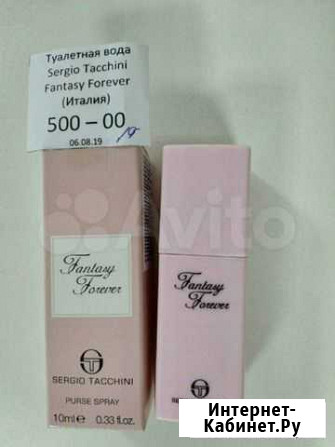 Туалетная вода
Sergio Tacchini
Fantasy Forever
(Италия)
500 – 00
06.08.19
Avito
Fantasy
Forever
SERGIO TACCHINI
PURSE SPRAY
10ml e 0.33 fl.oz.
Fantasy
Forever
Интернет-
Кабинет.Ру